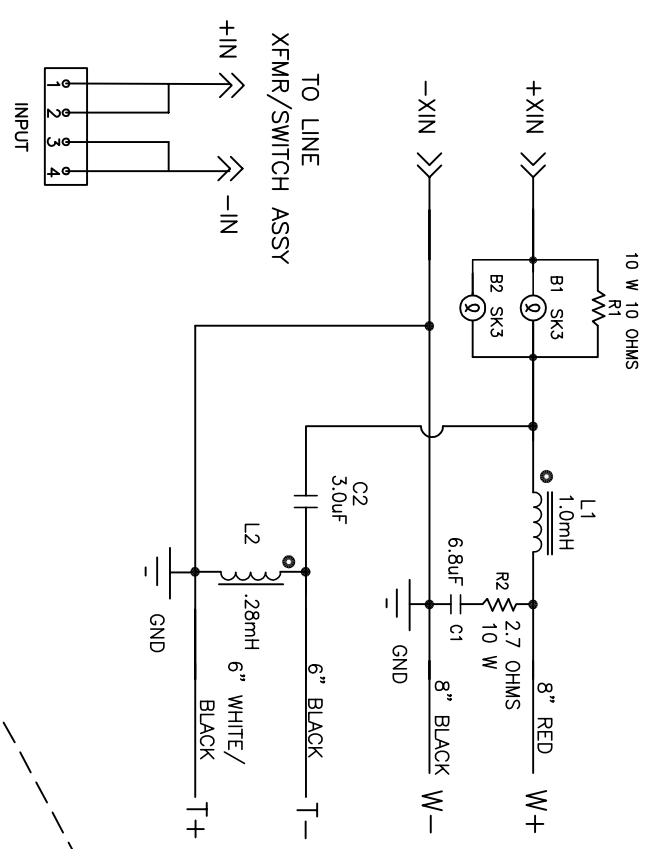 10 W 10 OHMS
R1
B1
SK3
B2
SK3
+XIN
-XIN
TO LINE
XFMR/SWITCH ASSY
+IN
-IN
1
2
3
4
INPUT
L1
1.0mH
C2
3.0uF
L2
.28mH
R2
2.7 OHMS
10 W
6.8uF
C1
GND
GND
8" RED
W+
8" BLACK
W-
6" BLACK
T-
6" WHITE/
BLACK
T+